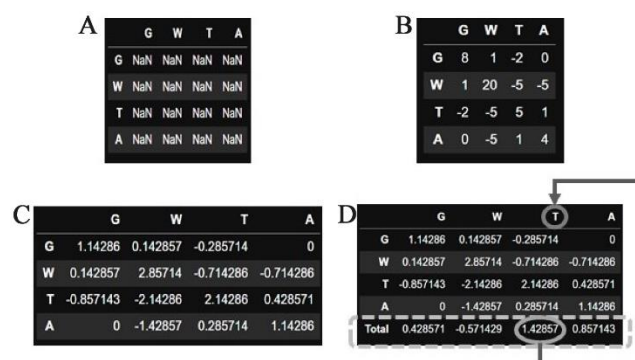 A
G W T A
G NaN NaN NaN NaN
W NaN NaN NaN NaN
T NaN NaN NaN NaN
A NaN NaN NaN NaN
B
G W T A
G 8 1 -2 0
W 1 20 -5 -5
T -2 -5 5 1
A 0 -5 1 4
C
G W T A
G 1.14286 0.142857 -0.285714 0
W 0.142857 2.85714 -0.714286 -0.714286
T -0.857143 -2.14286 2.14286 0.428571
A 0 -1.42857 0.285714 1.14286
D
G W T A
G 1.14286 0.142857 -0.285714 0
W 0.142857 2.85714 -0.714286 -0.714286
T -0.857143 -2.14286 2.14286 0.428571
A 0 -1.42857 0.285714 1.14286
Total 0.428571 -0.571429 1.42857 0.857143